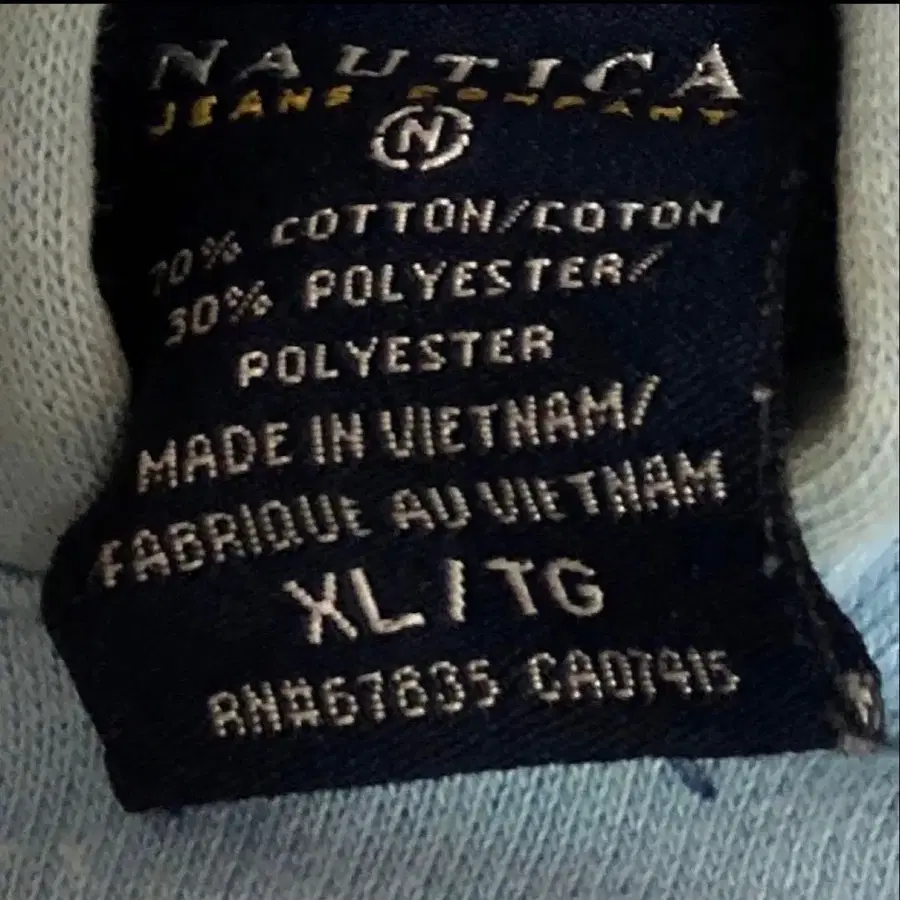 NAUTICA
JEANS COMPANY
N
70% COTTON/COTON
30% POLYESTER/
POLYESTER
MADE IN VIETNAM/
FABRIQUE AU VIETNAM
XL/TG
RN#67835 CA07415